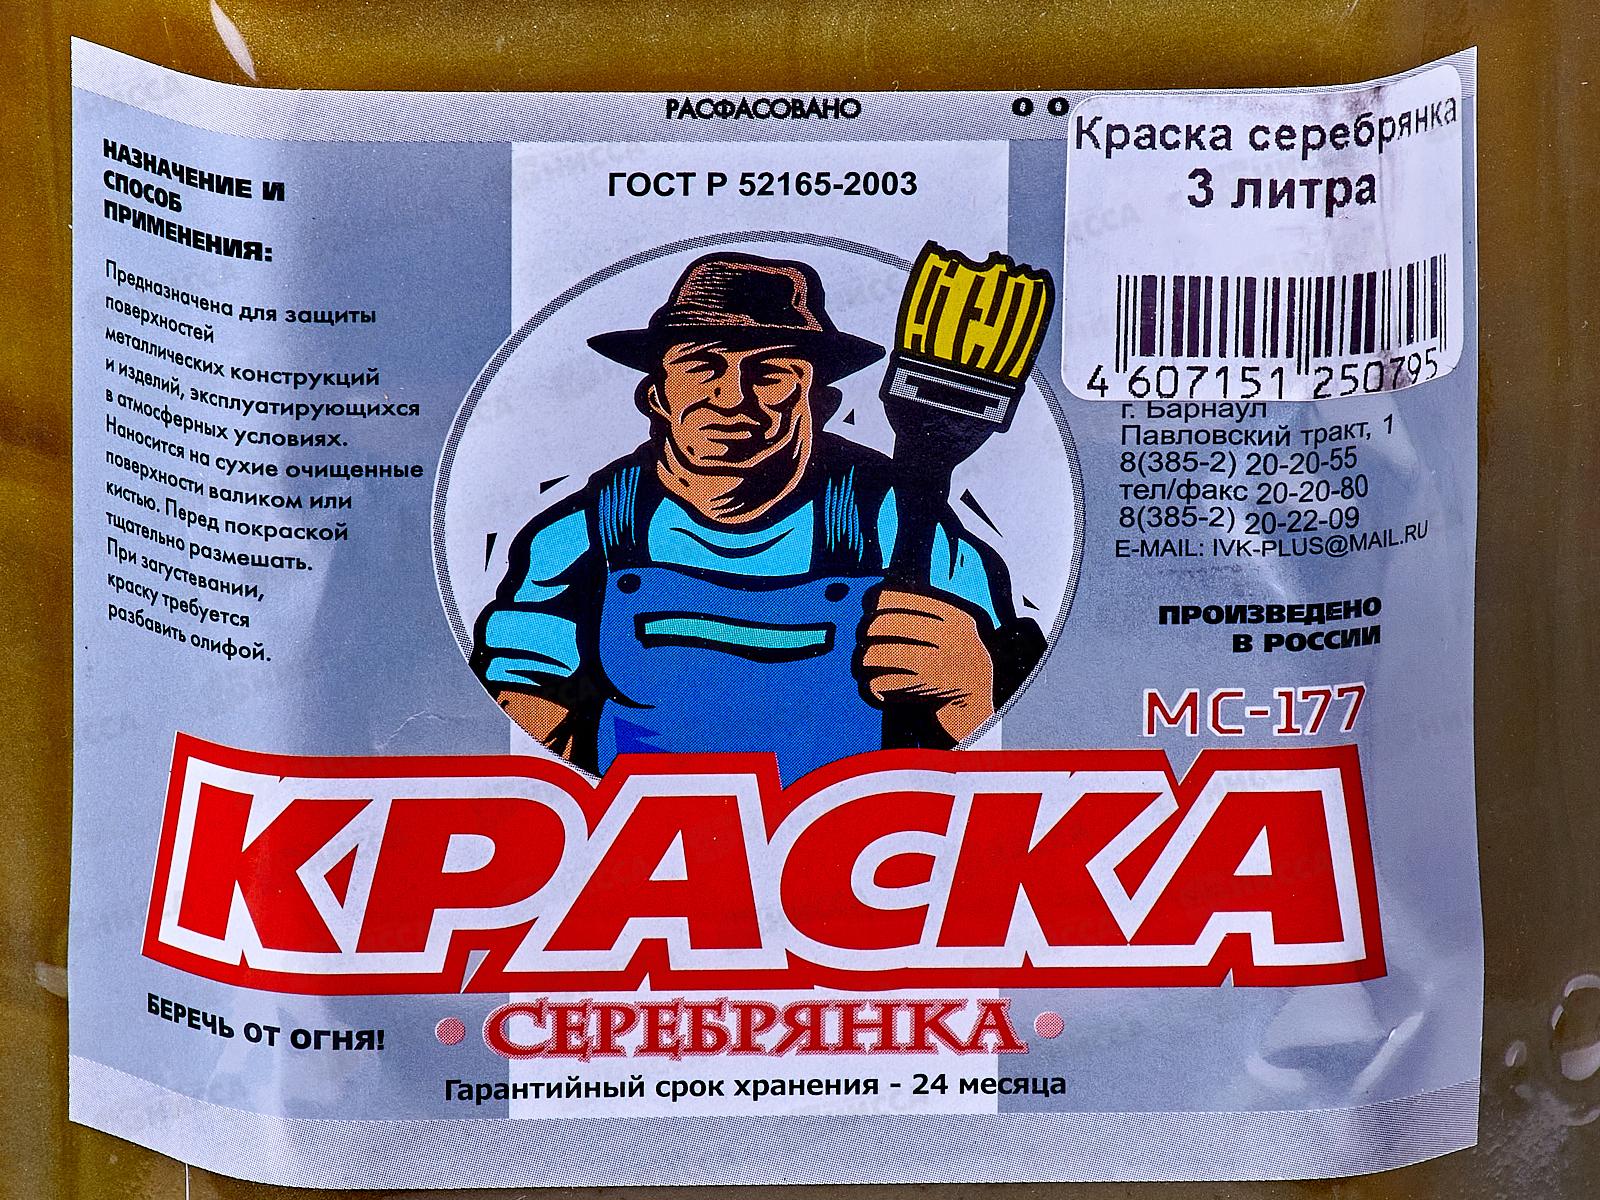 РАСФАСОВАНО
ГОСТ Р 52165-2003
НАЗНАЧЕНИЕ И
СПОСОБ
ПРИМЕНЕНИЯ:
Предназначена для защиты
поверхностей
металлических конструкций
и изделий, эксплуатирующихся
в атмосферных условиях.
Наносится на сухие очищенные
поверхности валиком или
кистью. Перед покраской
тщательно размешать.
При загустевании,
краску требуется
разбавить олифой.
Краска серебрянка
3 литра
4 607151 250795
г. Барнаул
Павловский тракт, 1
8(385-2) 20-20-55
тел/факс 20-20-80
8(385-2) 20-22-09
E-MAIL: IVK-PLUS@MAIL.RU
ПРОИЗВЕДЕНО
В РОССИИ
МС-177
КРАСКА
БЕРЕЧЬ ОТ ОГНЯ!
• СЕРЕБРЯНКА •
Гарантийный срок хранения - 24 месяца